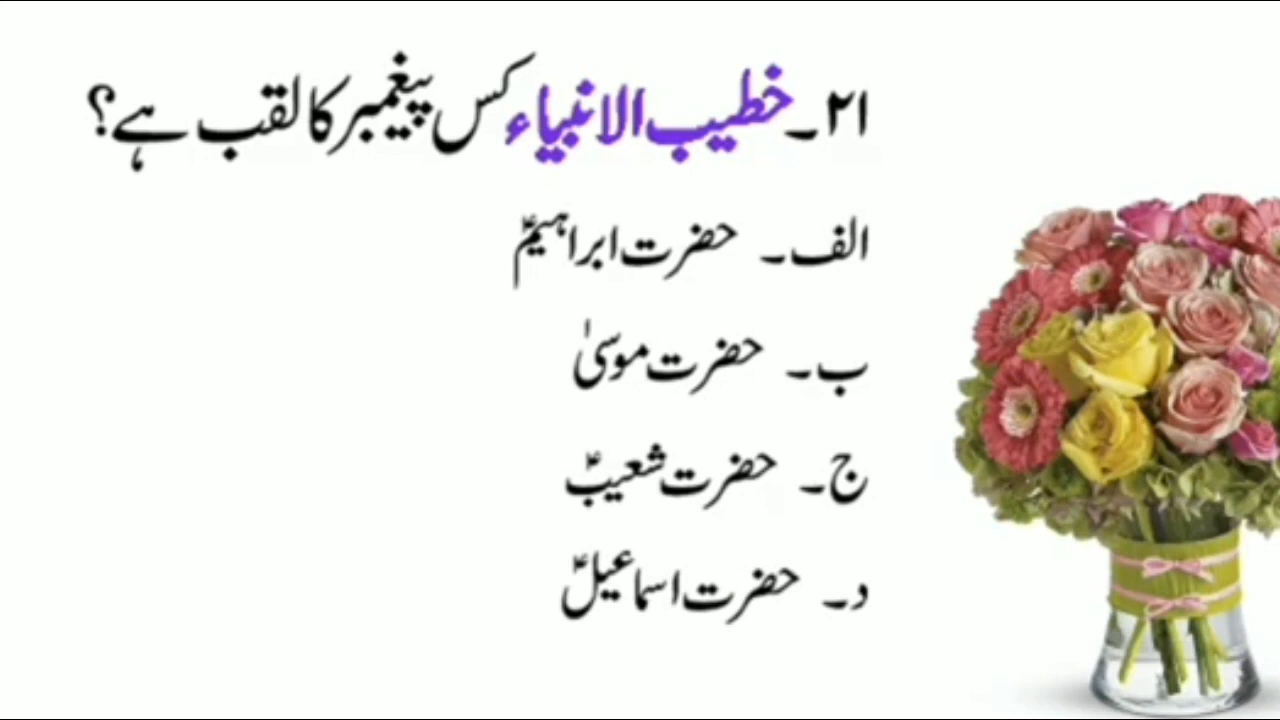 ۲۱۔ خطیب الانبیاء کس پیغمبر کا لقب ہے؟
الف۔ حضرت ابراہیمؑ
ب۔ حضرت موسیٰ
ج۔ حضرت شعیبؑ
د۔ حضرت اسماعیلؑ